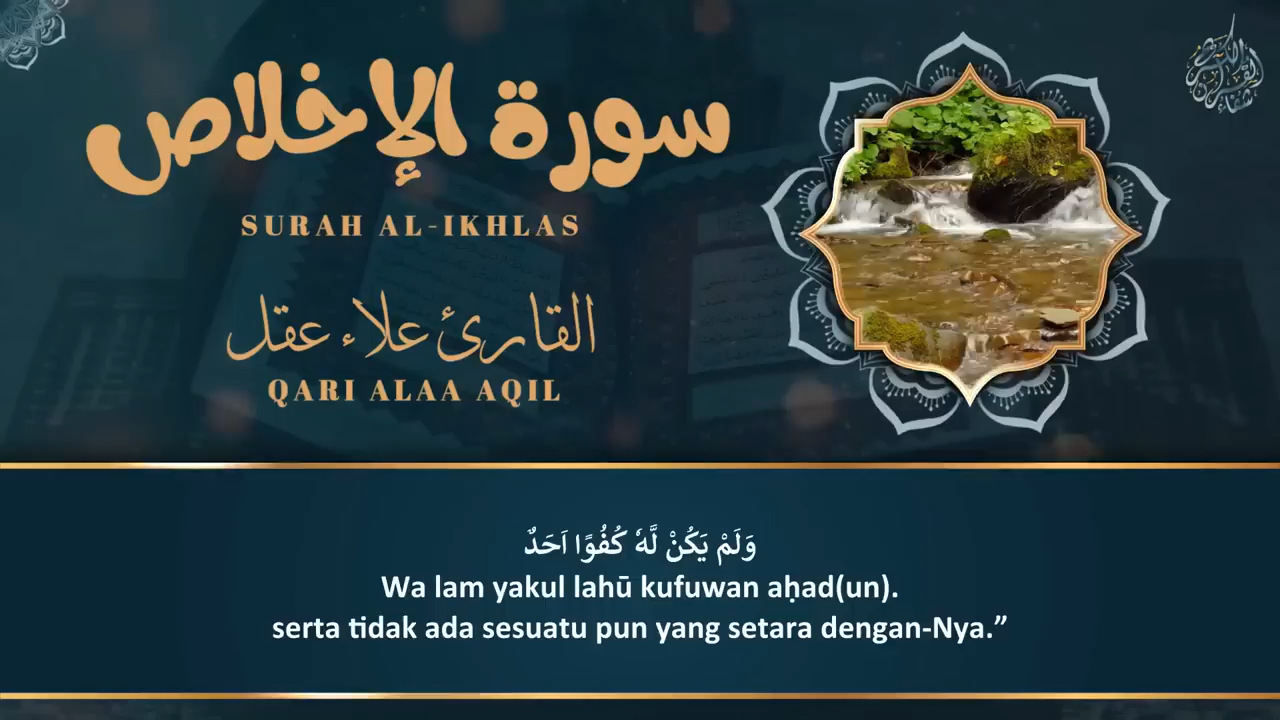 سورة الإخلاص
SURAH AL-IKHLAS
القارئ علاء عقل
QARI ALAA AQIL
وَلَمْ يَكُنْ لَّهٗ كُفُوًا اَحَدٌ
Wa lam yakul lahū kufuwan aḥad(un).
serta tidak ada sesuatu pun yang setara dengan-Nya.”